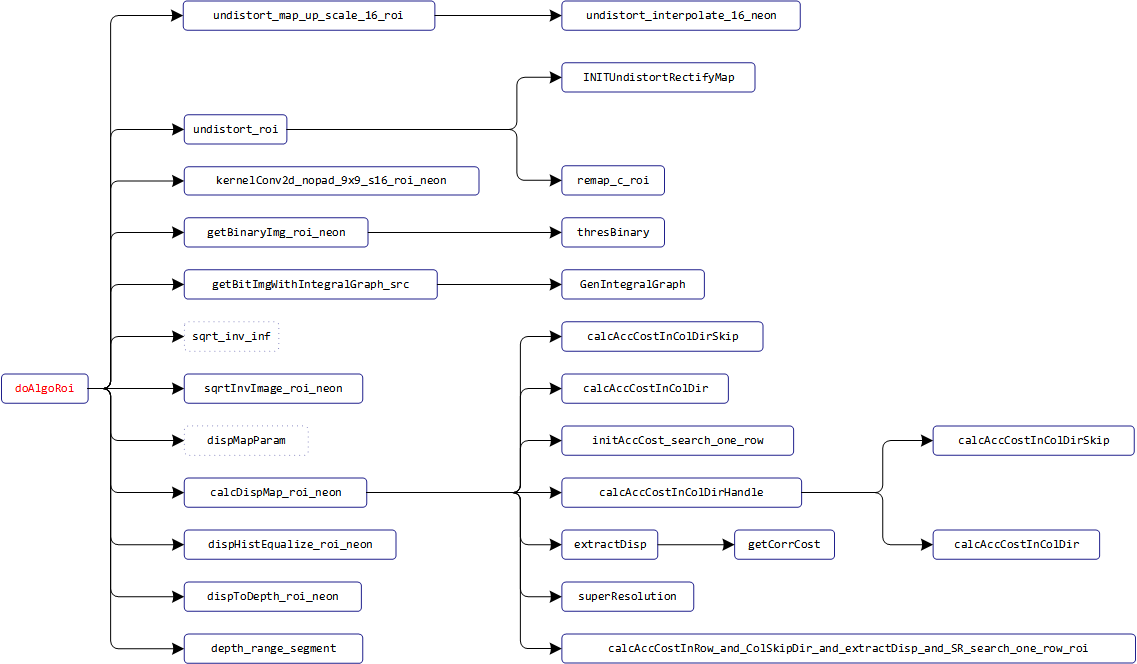 undistort_map_up_scale_16_roi
undistort_interpolate_16_neon
INITUndistortRectifyMap
undistort_roi
kernelConv2d_nopad_9x9_s16_roi_neon
remap_c_roi
getBinaryImg_roi_neon
thresBinary
getBitImgWithIntegralGraph_src
GenIntegralGraph
sqrt_inv_inf
calcAccCostInColDirSkip
doAlgoRoi
sqrtInvImage_roi_neon
calcAccCostInColDir
dispMapParam
initAccCost_search_one_row
calcAccCostInColDirSkip
calcDispMap_roi_neon
calcAccCostInColDirHandle
dispHistEqualize_roi_neon
extractDisp
getCorrCost
calcAccCostInColDir
dispToDepth_roi_neon
superResolution
depth_range_segment
calcAccCostInRow_and_ColSkipDir_and_extractDisp_and_SR_search_one_row_roi